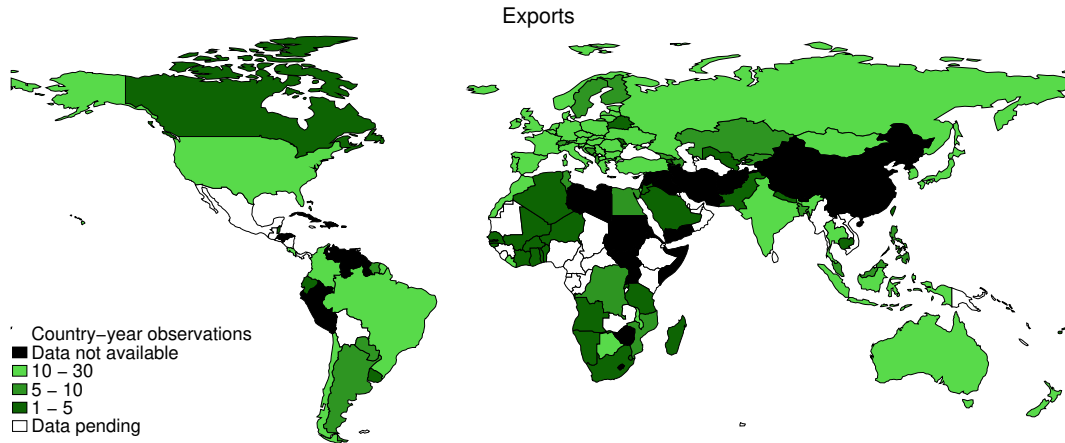 Exports
Country−year observations
Data not available
10 − 30
5 − 10
1 − 5
Data pending